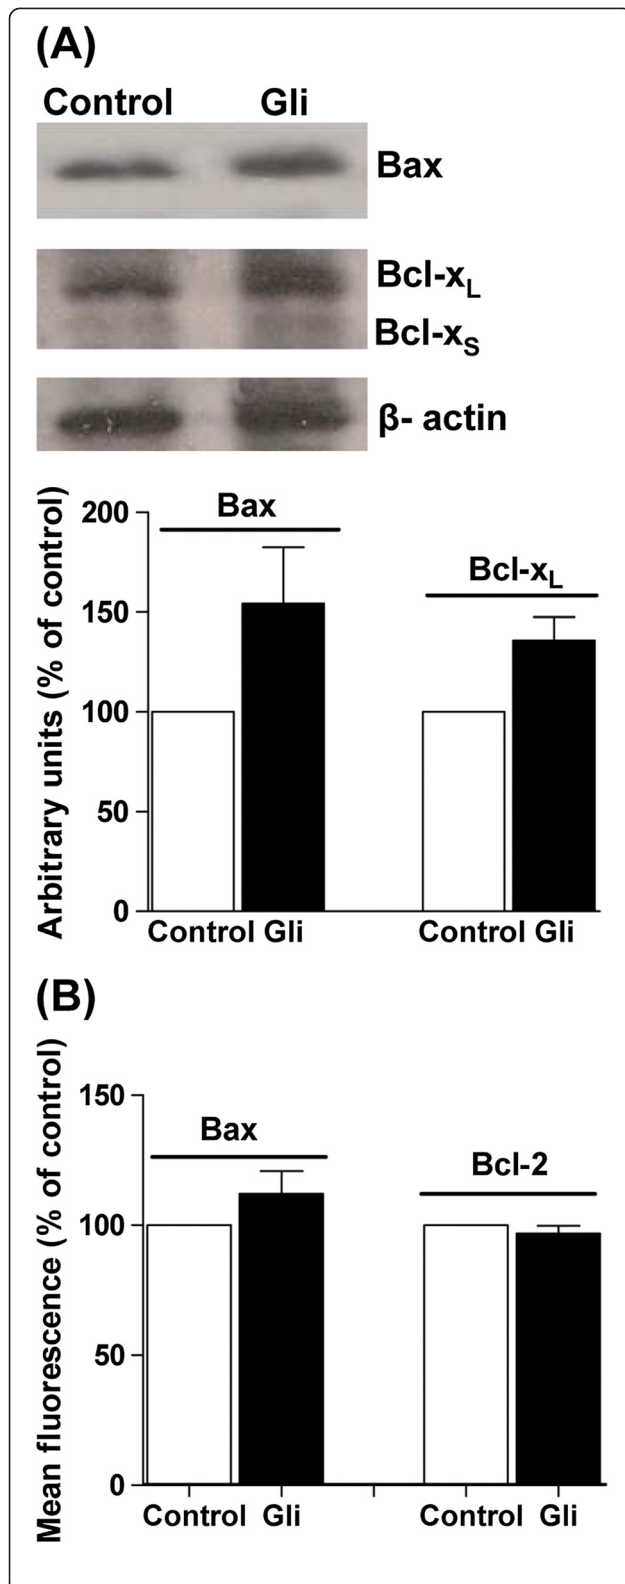 (A)
Control Gli
Bax
Bcl-xL
Bcl-xS
β- actin
Arbitrary units (% of control)
200
150
100
50
0
Bax
Bcl-xL
Control Gli
Control Gli
(B)
Mean fluorescence (% of control)
150
100
50
0
Bax
Bcl-2
Control Gli
Control Gli